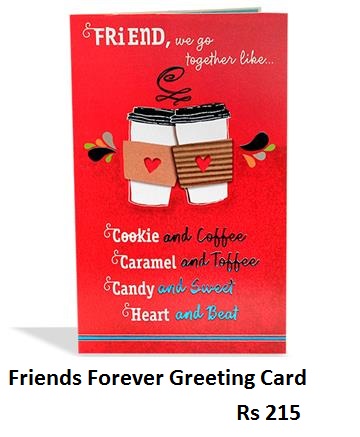 FRiEND, we go
together like...
Cookie and Coffee
Caramel and Toffee
Candy and Sweet
Heart and Beat
Friends Forever Greeting Card
Rs 215